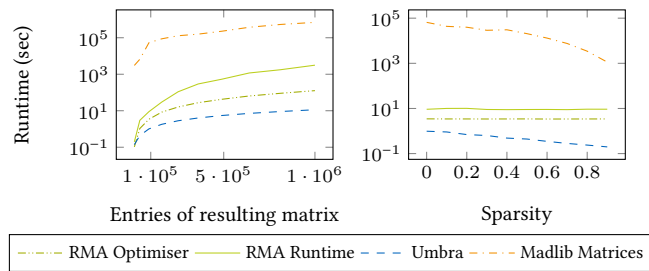 Runtime (sec)
10^5
10^3
10^1
10^−1
1 · 10^5
5 · 10^5
1 · 10^6
Entries of resulting matrix
10^5
10^3
10^1
10^−1
0
0.2
0.4
0.6
0.8
Sparsity
RMA Optimiser
RMA Runtime
Umbra
Madlib Matrices